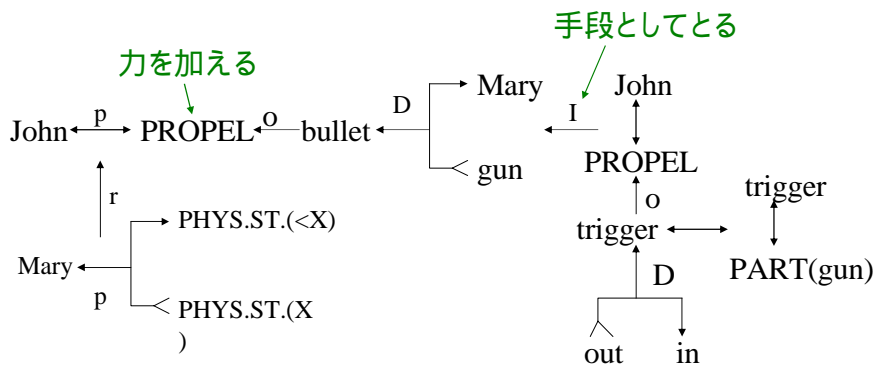 手段としてとる
力を加える
Mary
John
D
I
p
o
John
PROPEL
bullet
gun
PROPEL
r
o
trigger
PHYS.ST.(<X)
trigger
Mary
D
PART(gun)
p
PHYS.ST.(X
)
out
in